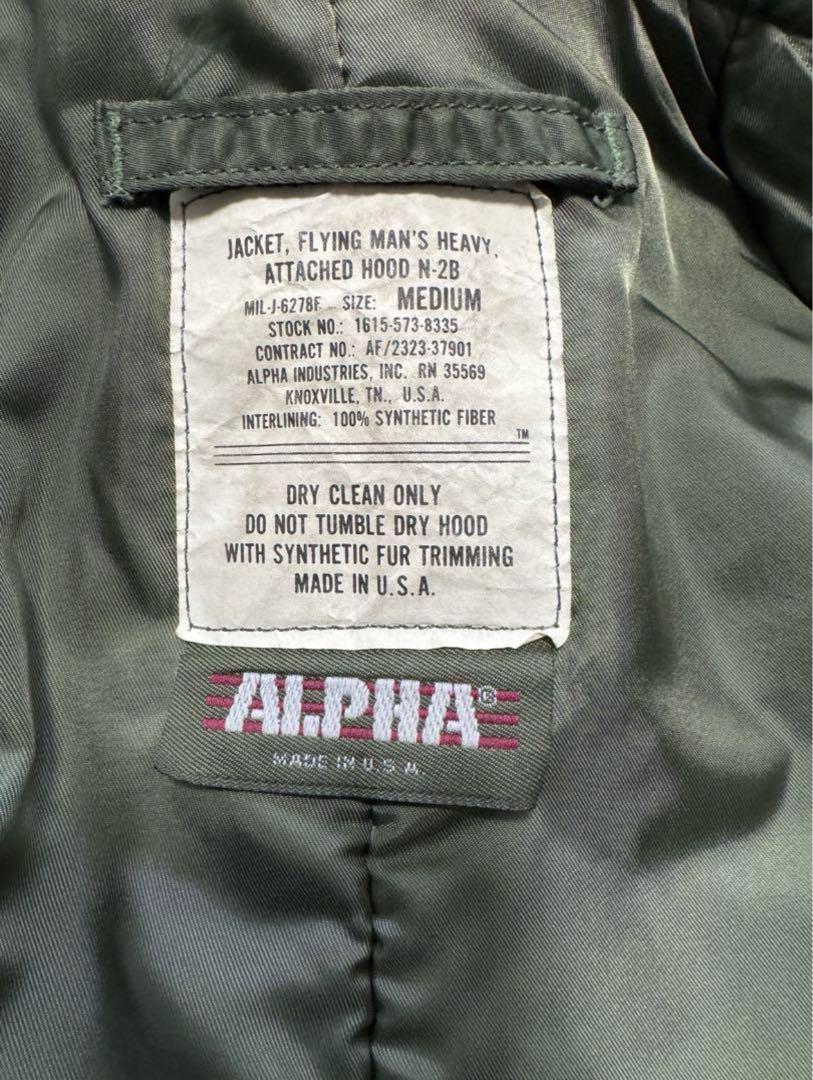 JACKET, FLYING MAN'S HEAVY,
ATTACHED HOOD N-2B
MIL-J-6278F SIZE: MEDIUM
STOCK NO.: 1615-573-8335
CONTRACT NO.: AF/2323-37901
ALPHA INDUSTRIES, INC. RN 35569
KNOXVILLE, TN., U.S.A.
INTERLINING: 100% SYNTHETIC FIBER
TM
DRY CLEAN ONLY
DO NOT TUMBLE DRY HOOD
WITH SYNTHETIC FUR TRIMMING
MADE IN U.S.A.
ALPHA®
MADE IN U.S.A.